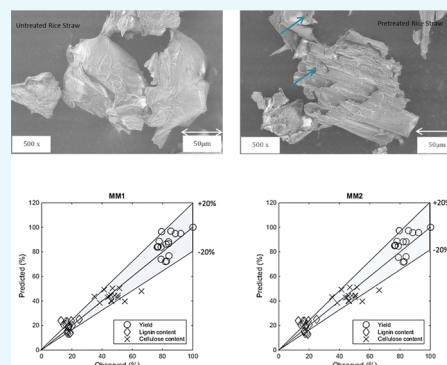 Untreated Rice Straw
500 x
50µm
Pretreated Rice Straw
500 x
50µm
MM1
+20%
-20%
Predicted (%)
120
100
80
60
40
20
0
Yield
Lignin content
Cellulose content
0 20 40 60 80 100
Observed (%)
MM2
+20%
-20%
Predicted (%)
120
100
80
60
40
20
0
Yield
Lignin content
Cellulose content
0 20 40 60 80 100
Observed (%)